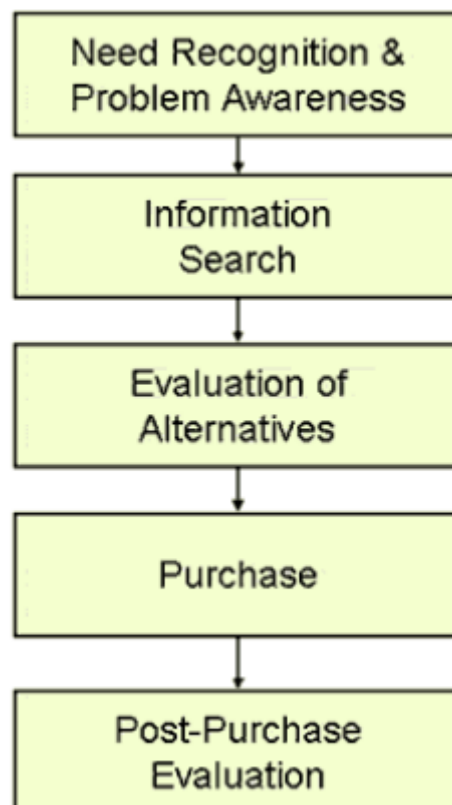 Need Recognition &
Problem Awareness
Information
Search
Evaluation of
Alternatives
Purchase
Post-Purchase
Evaluation